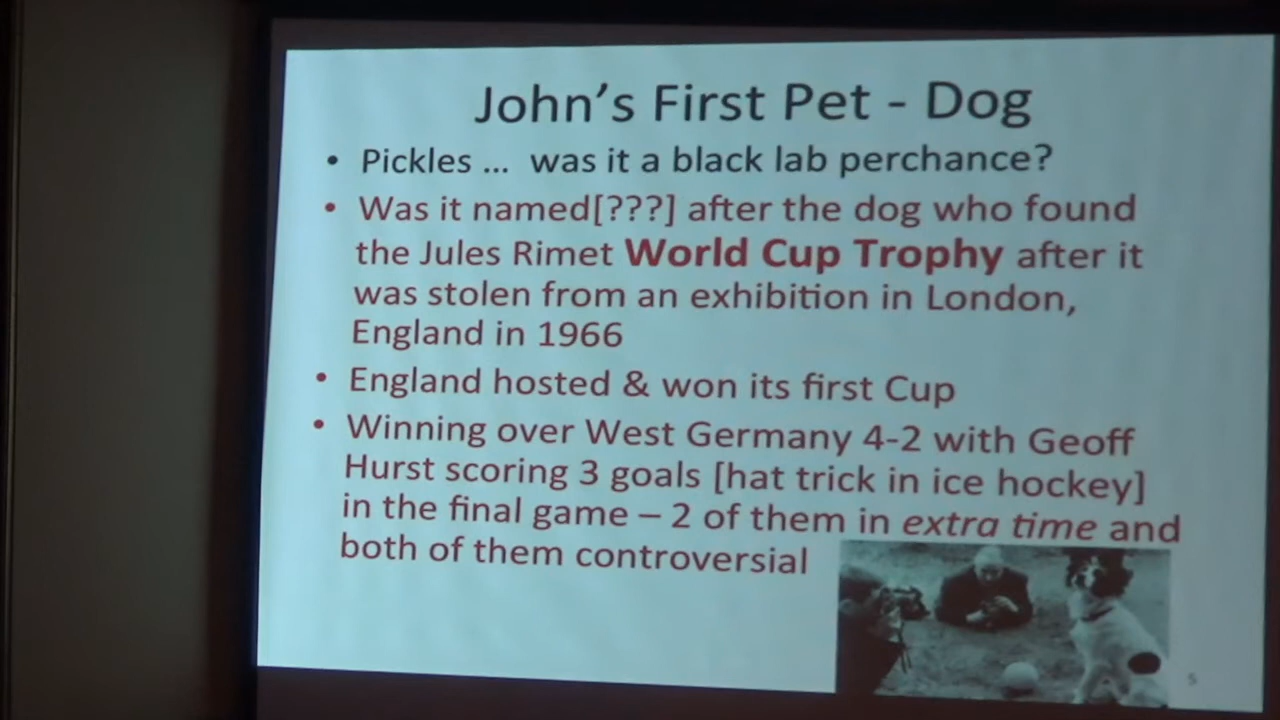 John's First Pet - Dog
• Pickles ... was it a black lab perchance?
• Was it named[???] after the dog who found
the Jules Rimet World Cup Trophy after it
was stolen from an exhibition in London,
England in 1966
• England hosted & won its first Cup
• Winning over West Germany 4-2 with Geoff
Hurst scoring 3 goals [hat trick in ice hockey]
in the final game – 2 of them in extra time and
both of them controversial
5